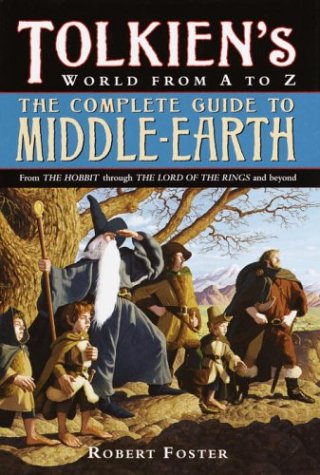 TOLKIEN'S
WORLD FROM A TO Z
THE COMPLETE GUIDE TO
MIDDLE-EARTH
From THE HOBBIT through THE LORD OF THE RINGS and beyond
ROBERT FOSTER